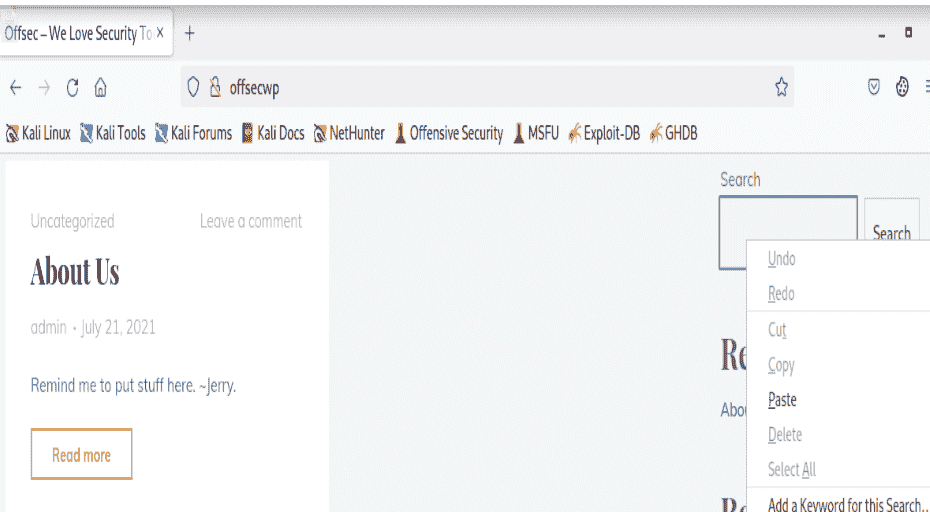 Offsec – We Love Security To
offsecwp
Kali Linux Kali Tools Kali Forums Kali Docs NetHunter Offensive Security MSFU Exploit-DB GHDB
Search
Uncategorized Leave a comment
Search
About Us
Undo
Redo
admin • July 21, 2021
Cut
Re
Copy
Remind me to put stuff here. ~Jerry.
Paste
Abou
Delete
Read more
Select All
Add a Keyword for this Search...